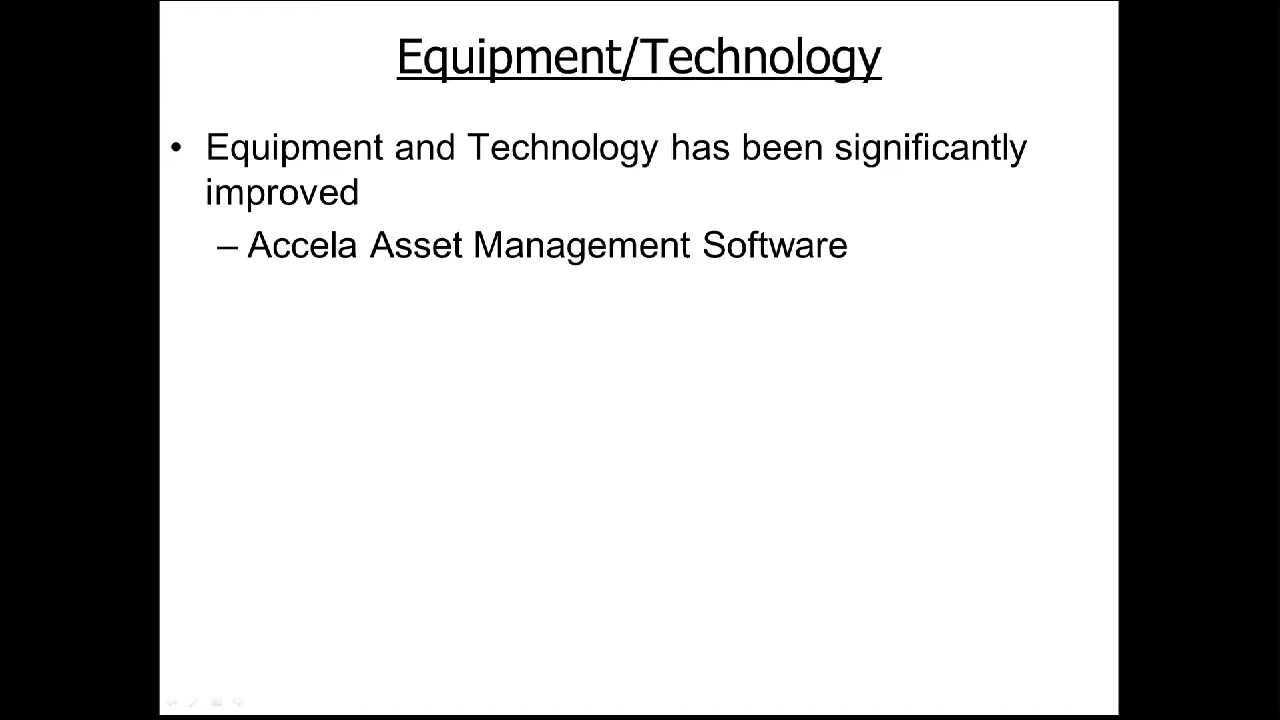 Equipment/Technology
• Equipment and Technology has been significantly
improved
– Accela Asset Management Software